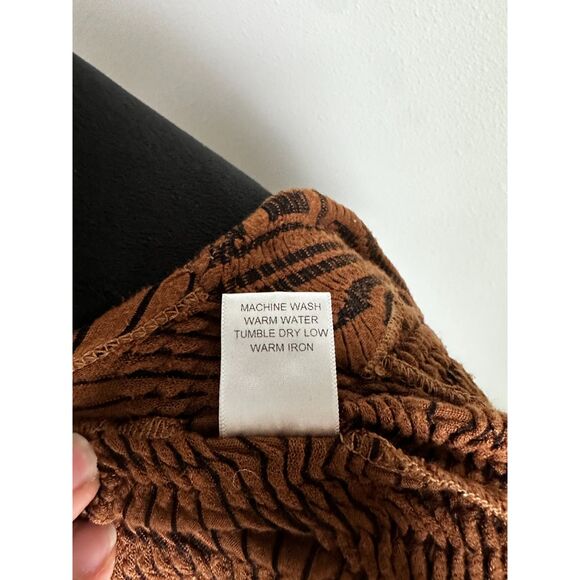 MACHINE WASH
WARM WATER
TUMBLE DRY LOW
WARM IRON